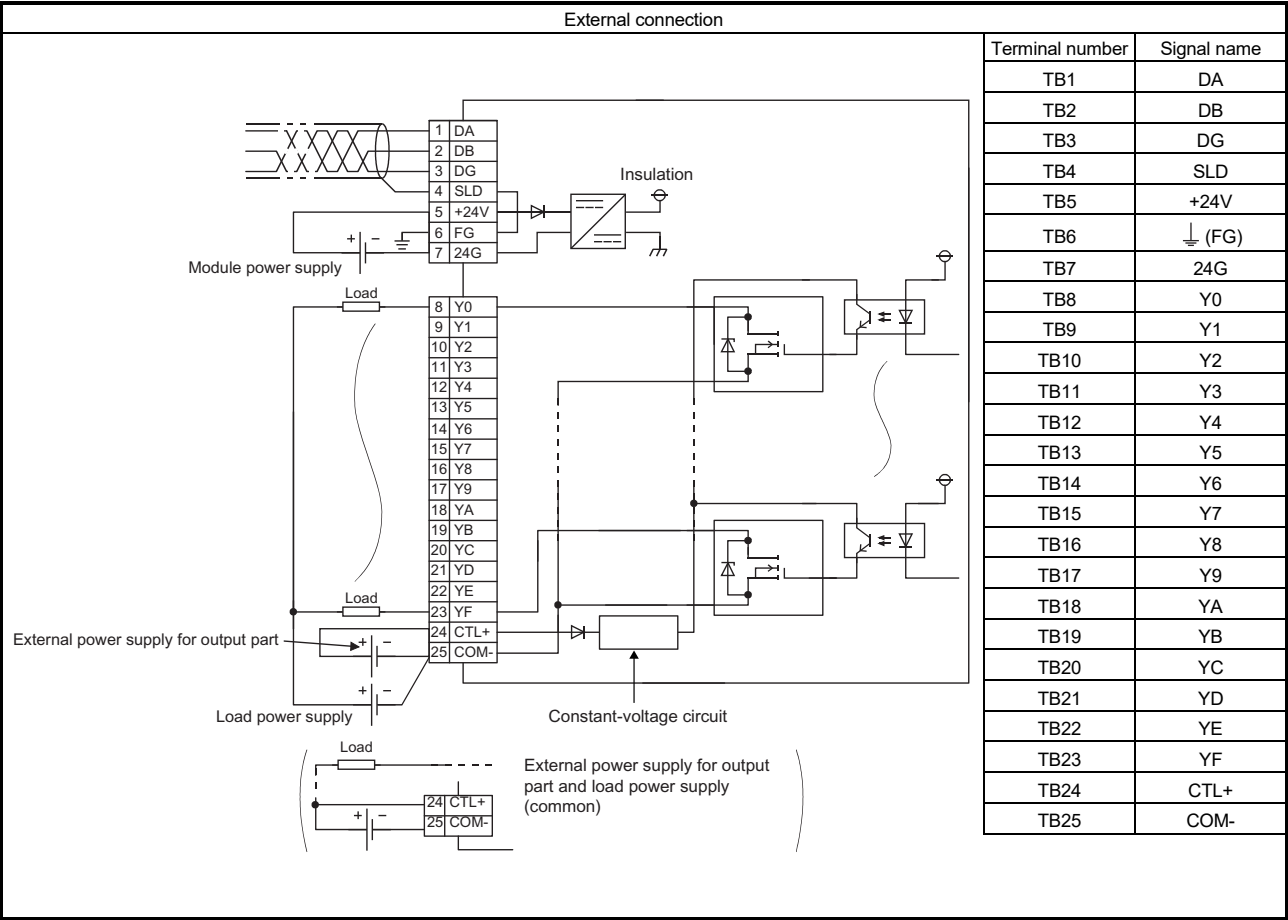 External connection
Terminal number Signal name
TB1 DA
TB2 DB
TB3 DG
TB4 SLD
TB5 +24V
TB6 ⏚ (FG)
TB7 24G
TB8 Y0
TB9 Y1
TB10 Y2
TB11 Y3
TB12 Y4
TB13 Y5
TB14 Y6
TB15 Y7
TB16 Y8
TB17 Y9
TB18 YA
TB19 YB
TB20 YC
TB21 YD
TB22 YE
TB23 YF
TB24 CTL+
TB25 COM-
1 DA
2 DB
3 DG
4 SLD
5 +24V
6 FG
7 24G
Insulation
+ −
Module power supply
Load
8 Y0
9 Y1
10 Y2
11 Y3
12 Y4
13 Y5
14 Y6
15 Y7
16 Y8
17 Y9
18 YA
19 YB
20 YC
21 YD
22 YE
Load
23 YF
24 CTL+
25 COM-
External power supply for output part
+ −
+ −
Load power supply
Constant-voltage circuit
Load
24 CTL+
25 COM-
+ −
External power supply for output
part and load power supply
(common)